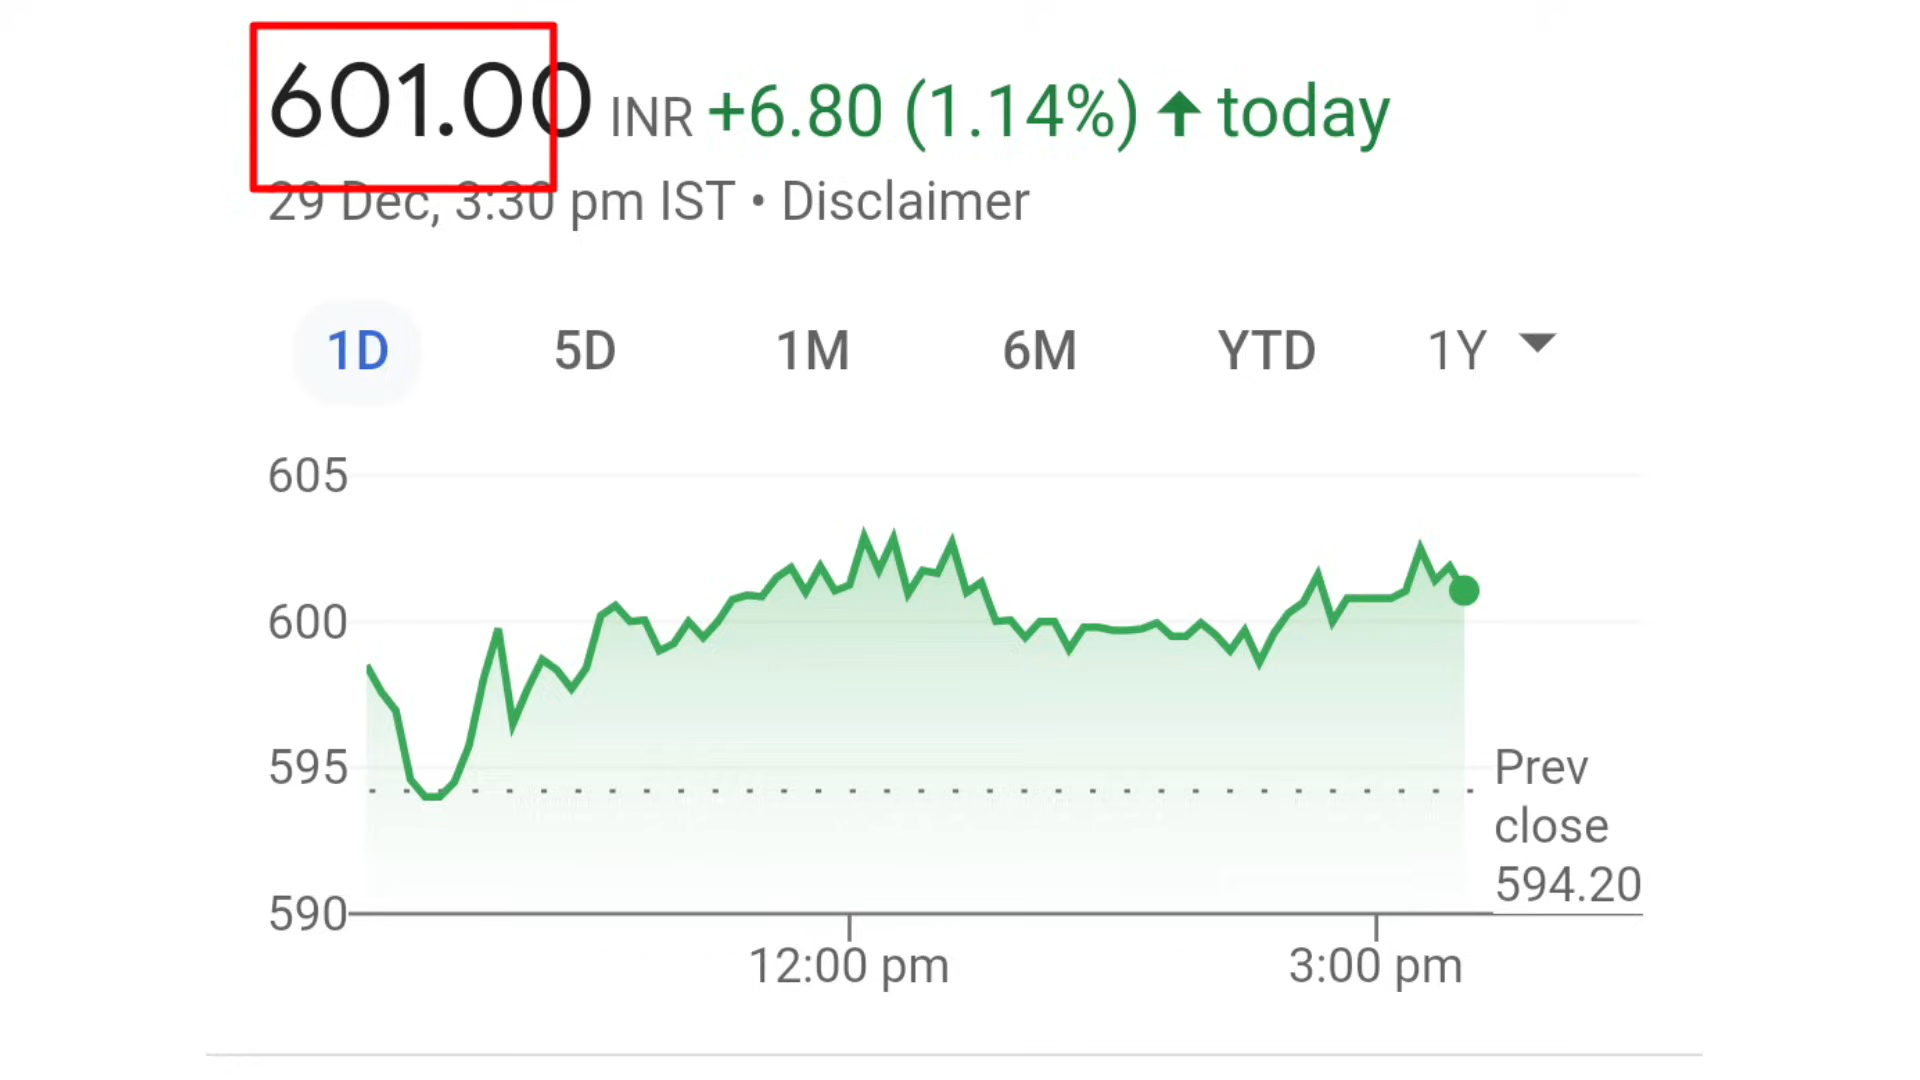 601.00 INR +6.80 (1.14%) ↑ today
29 Dec, 3:30 pm IST • Disclaimer
1D 5D 1M 6M YTD 1Y
605
600
595
590
Prev
close
594.20
12:00 pm 3:00 pm